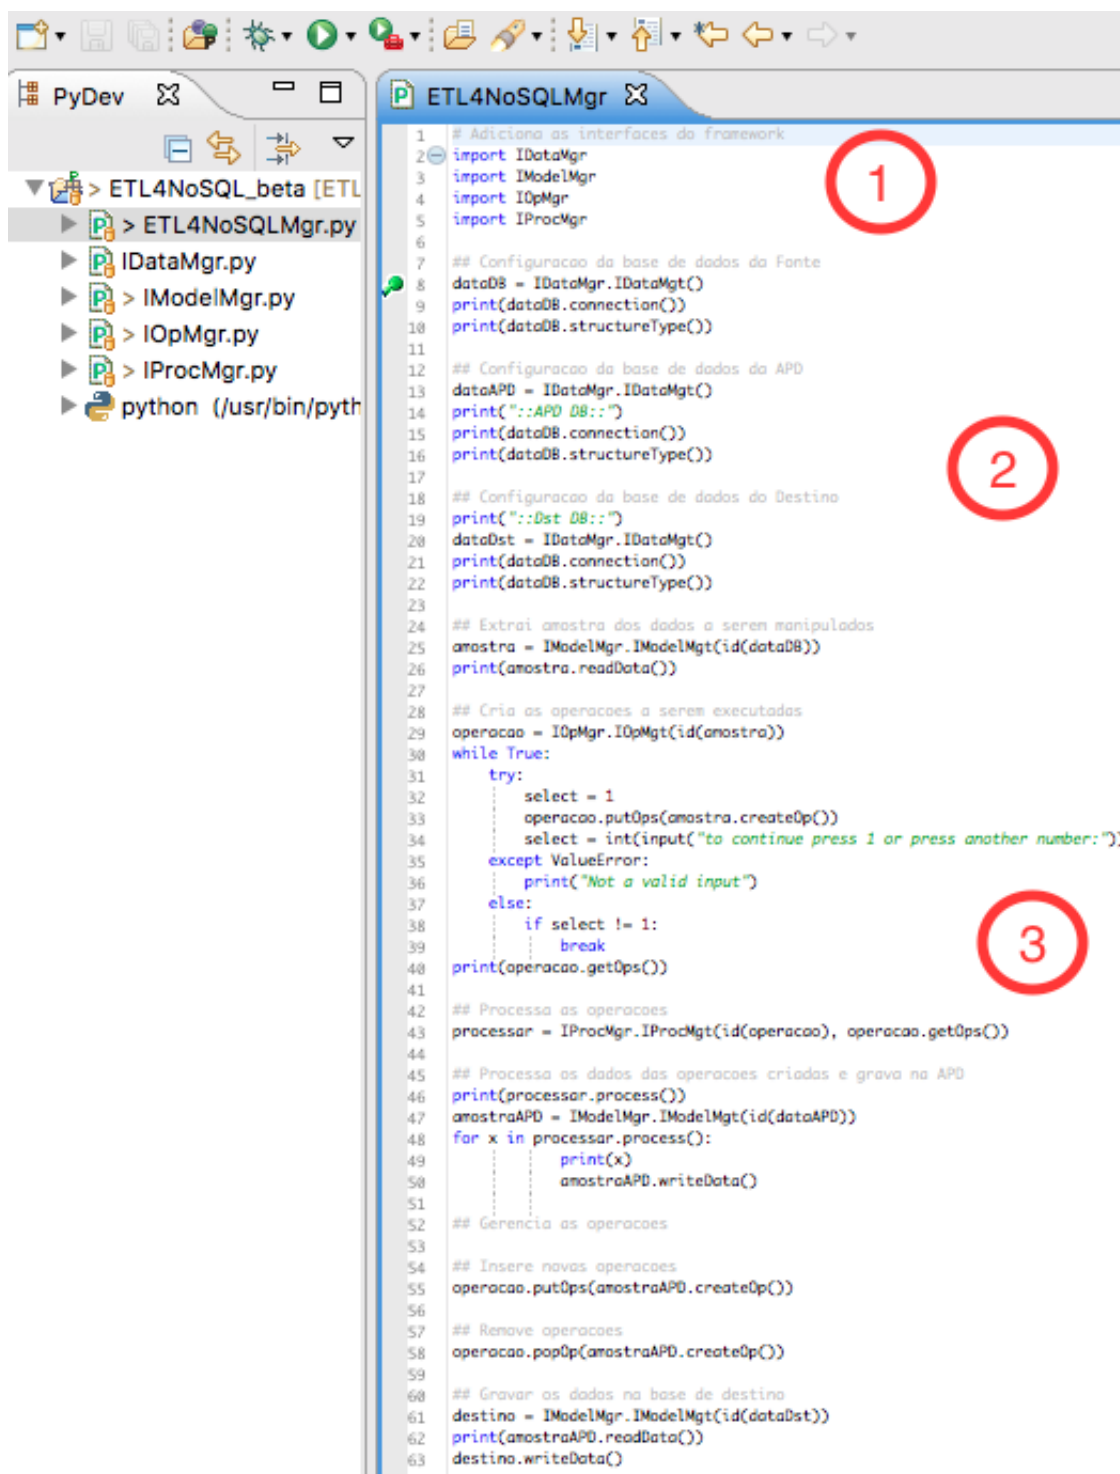 PyDev
ETL4NoSQLMgr
> ETL4NoSQL_beta [ETL
> ETL4NoSQLMgr.py
IDataMgr.py
> IModelMgr.py
> IOpMgr.py
> IProcMgr.py
python (/usr/bin/pyth
1 # Adiciona as interfaces do framework
2 import IDataMgr
3 import IModelMgr
4 import IOpMgr
5 import IProcMgr
6
7 ## Configuracao da base de dados da Fonte
8 dataDB = IDataMgr.IDataMgt()
9 print(dataDB.connection())
10 print(dataDB.structureType())
11
12 ## Configuracao da base de dados da APD
13 dataAPD = IDataMgr.IDataMgt()
14 print("::APD DB::")
15 print(dataDB.connection())
16 print(dataDB.structureType())
17
18 ## Configuracao da base de dados do Destino
19 print("::Dst DB::")
20 dataDst = IDataMgr.IDataMgt()
21 print(dataDB.connection())
22 print(dataDB.structureType())
23
24 ## Extrai amostra dos dados a serem manipulados
25 amostra = IModelMgr.IModelMgt(id(dataDB))
26 print(amostra.readData())
27
28 ## Cria as operacoes a serem executadas
29 operacao = IOpMgr.IOpMgt(id(amostra))
30 while True:
31 try:
32 select = 1
33 operacao.putOps(amostra.createOp())
34 select = int(input("to continue press 1 or press another number:"))
35 except ValueError:
36 print("Not a valid input")
37 else:
38 if select != 1:
39 break
40 print(operacao.getOps())
41
42 ## Processa as operacoes
43 processar = IProcMgr.IProcMgt(id(operacao), operacao.getOps())
44
45 ## Processa os dados das operacoes criadas e grava na APD
46 print(processar.process())
47 amostraAPD = IModelMgr.IModelMgt(id(dataAPD))
48 for x in processar.process():
49 print(x)
50 amostraAPD.writeData()
51
52 ## Gerencia as operacoes
53
54 ## Insere novas operacoes
55 operacao.putOps(amostraAPD.createOp())
56
57 ## Remove operacoes
58 operacao.popOp(amostraAPD.createOp())
59
60 ## Gravar os dados na base de destino
61 destino = IModelMgr.IModelMgt(id(dataDst))
62 print(amostraAPD.readData())
63 destino.writeData()
1
2
3